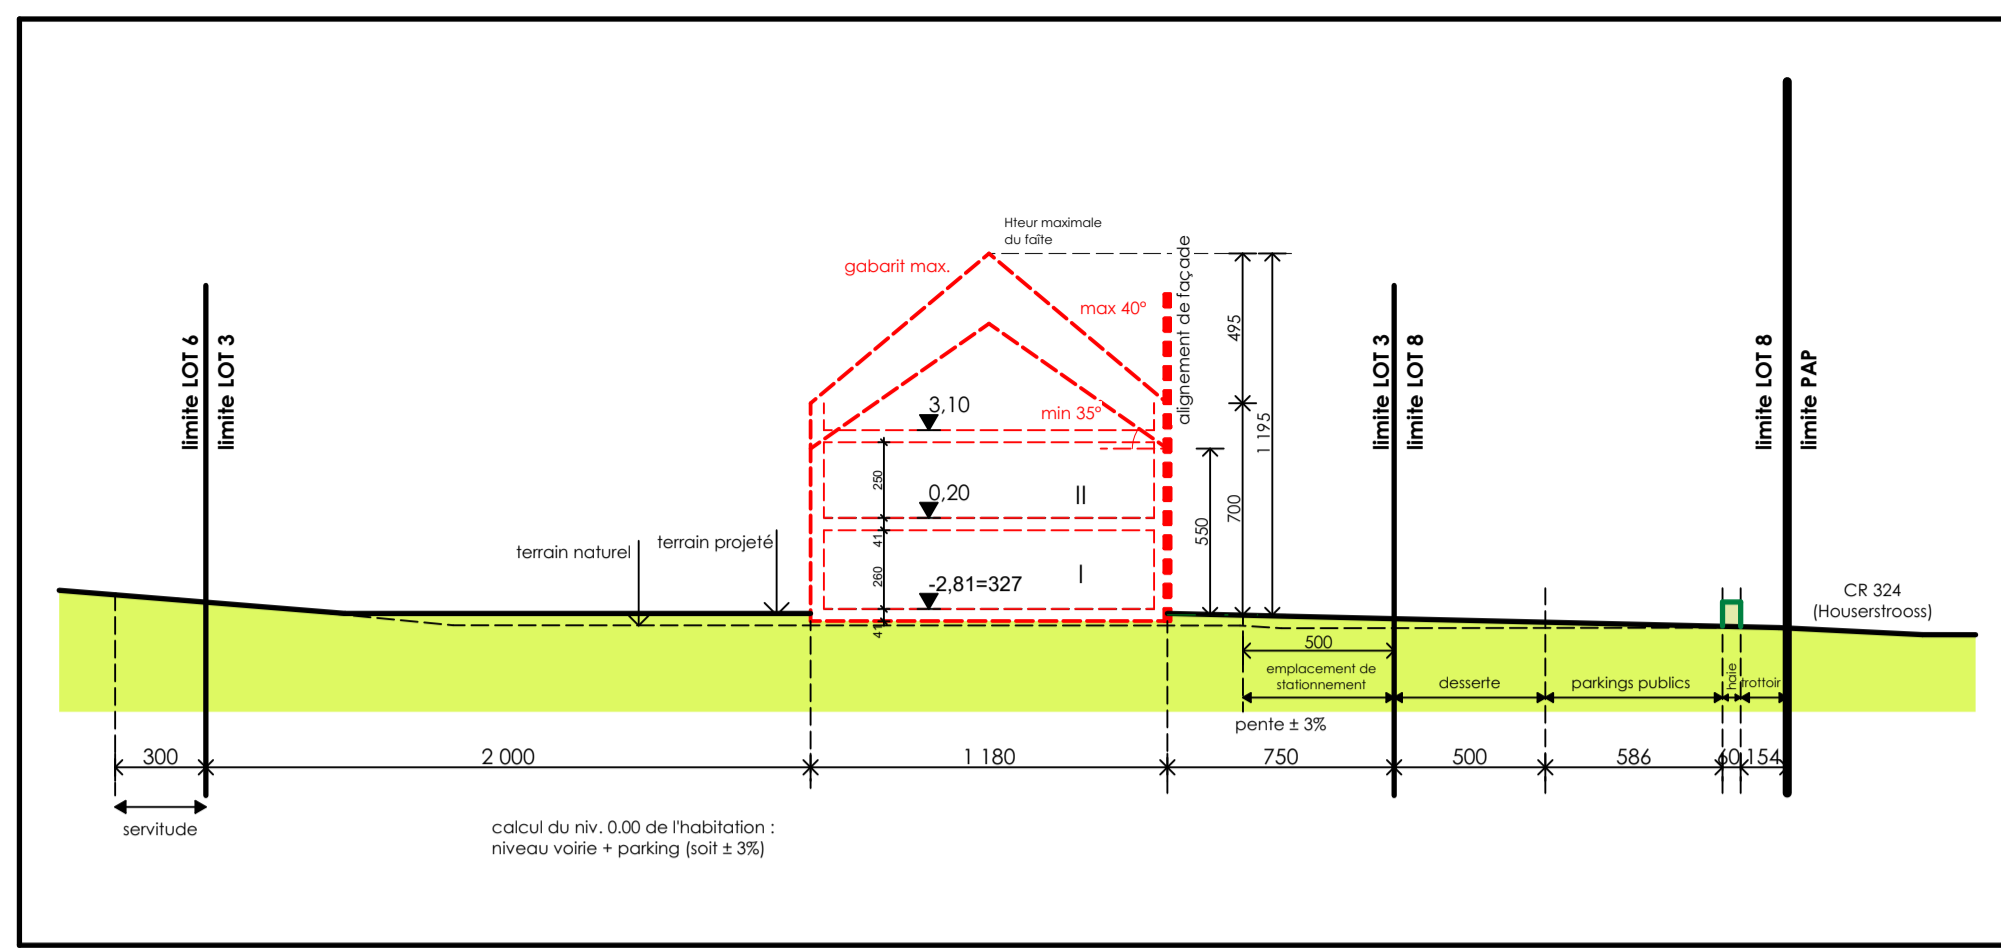 Hteur maximale
du faîte
gabarit max.
max 40°
alignement de façade
495
1 195
limite LOT 6
limite LOT 3
limite LOT 3
limite LOT 8
limite LOT 8
limite PAP
3,10
min 35°
250
0,20
II
700
550
terrain naturel
terrain projeté
41
260
-2,81=327
I
41
CR 324
(Houserstrooss)
500
emplacement de
stationnement
desserte
parkings publics
haie
trottoir
pente ± 3%
300
2 000
1 180
750
500
586
60
154
servitude
calcul du niv. 0.00 de l'habitation :
niveau voirie + parking (soit ± 3%)